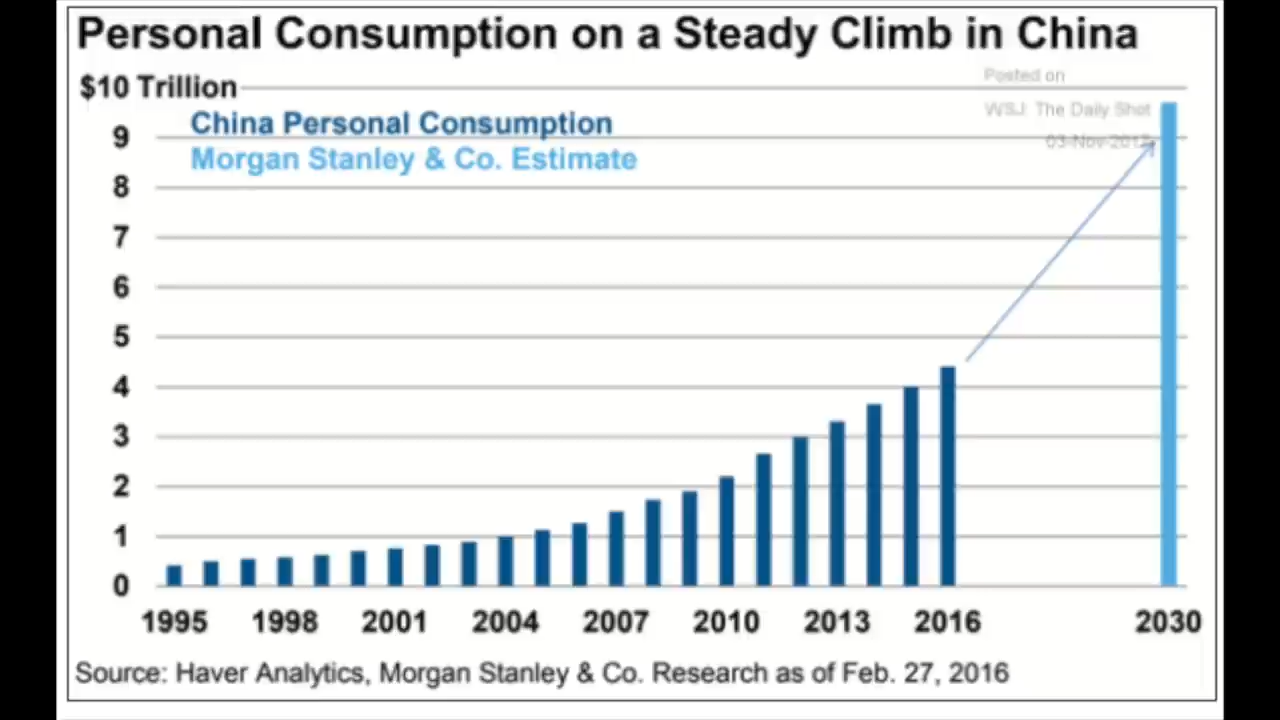 Personal Consumption on a Steady Climb in China
$10 Trillion
Posted on
WSJ: The Daily Shot
China Personal Consumption
9
Morgan Stanley & Co. Estimate
8
7
6
5
4
3
2
1
0
1995 1998 2001 2004 2007 2010 2013 2016 2030
Source: Haver Analytics, Morgan Stanley & Co. Research as of Feb. 27, 2016